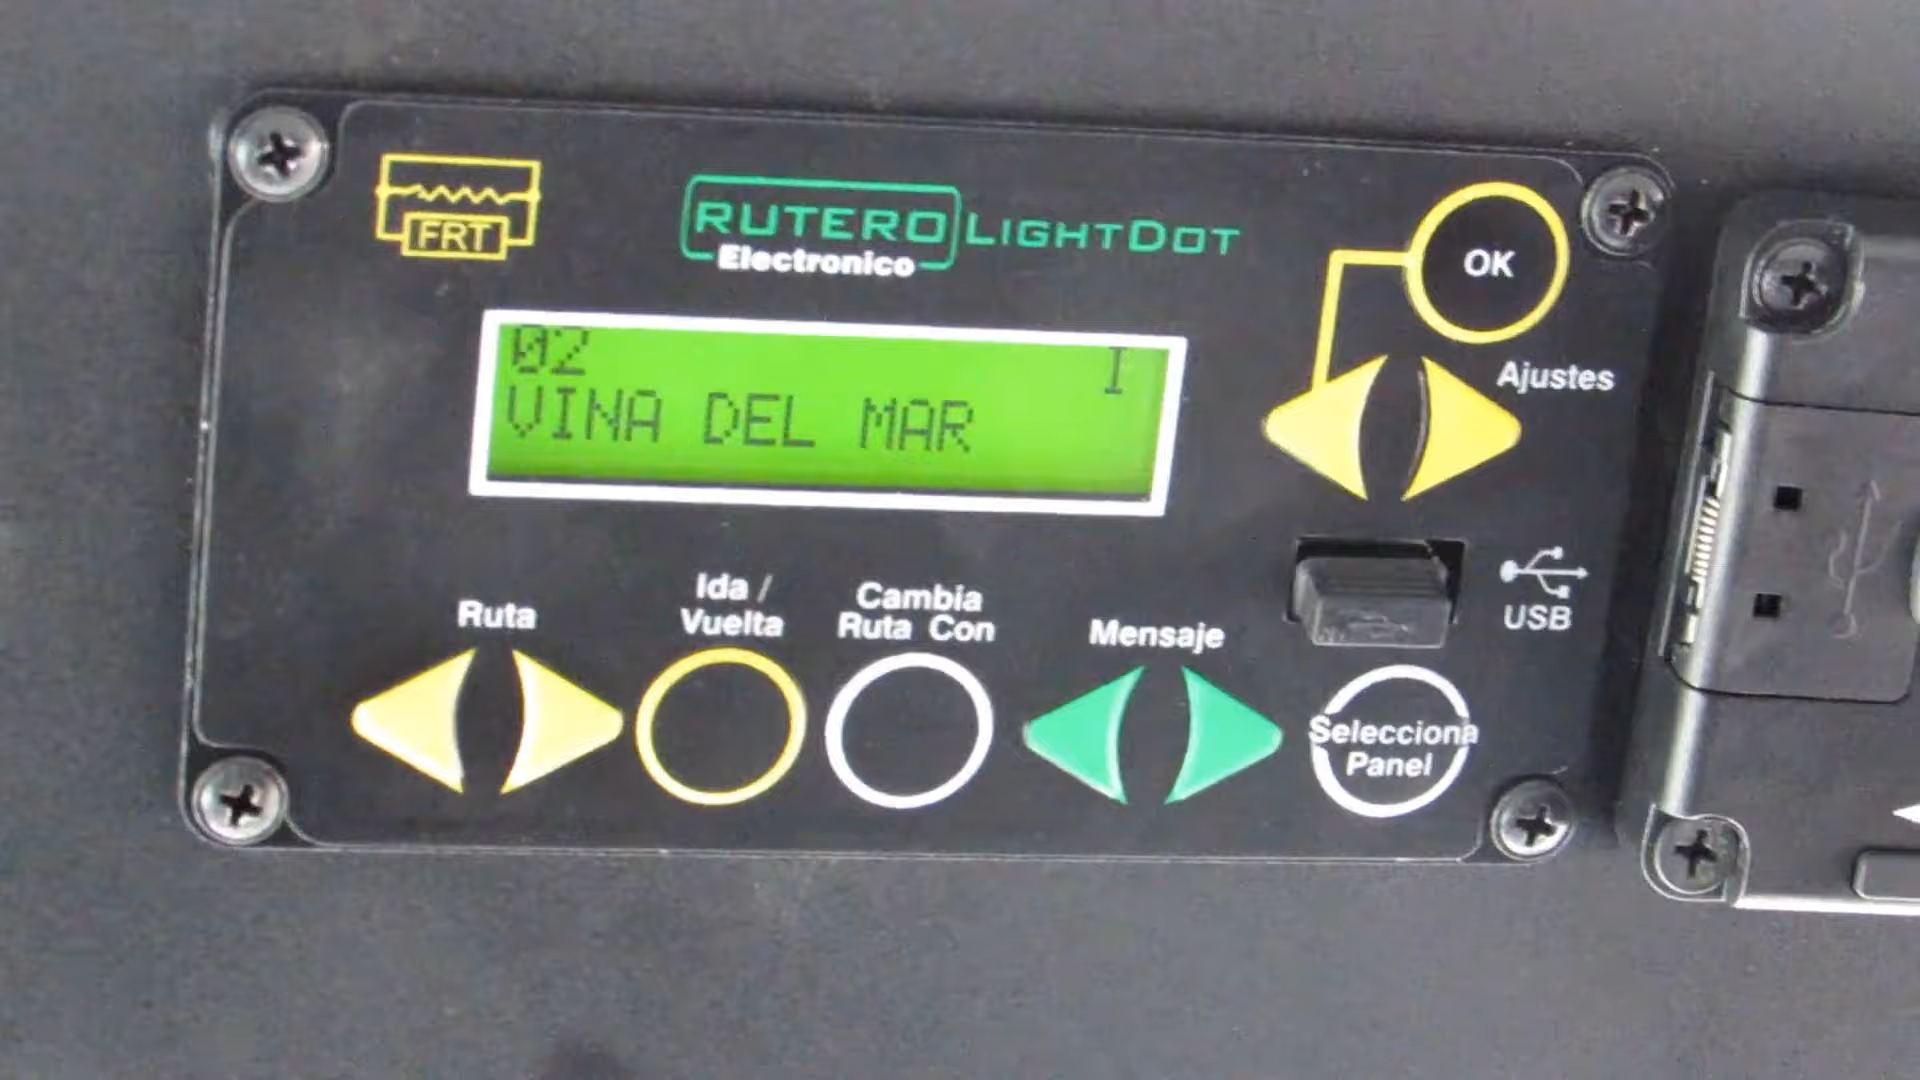 FRT
RUTERO LIGHTDOT
Electronico
OK
02 I
VINA DEL MAR
Ajustes
USB
Ruta
Ida /
Vuelta
Cambia
Ruta Con
Mensaje
Selecciona
Panel